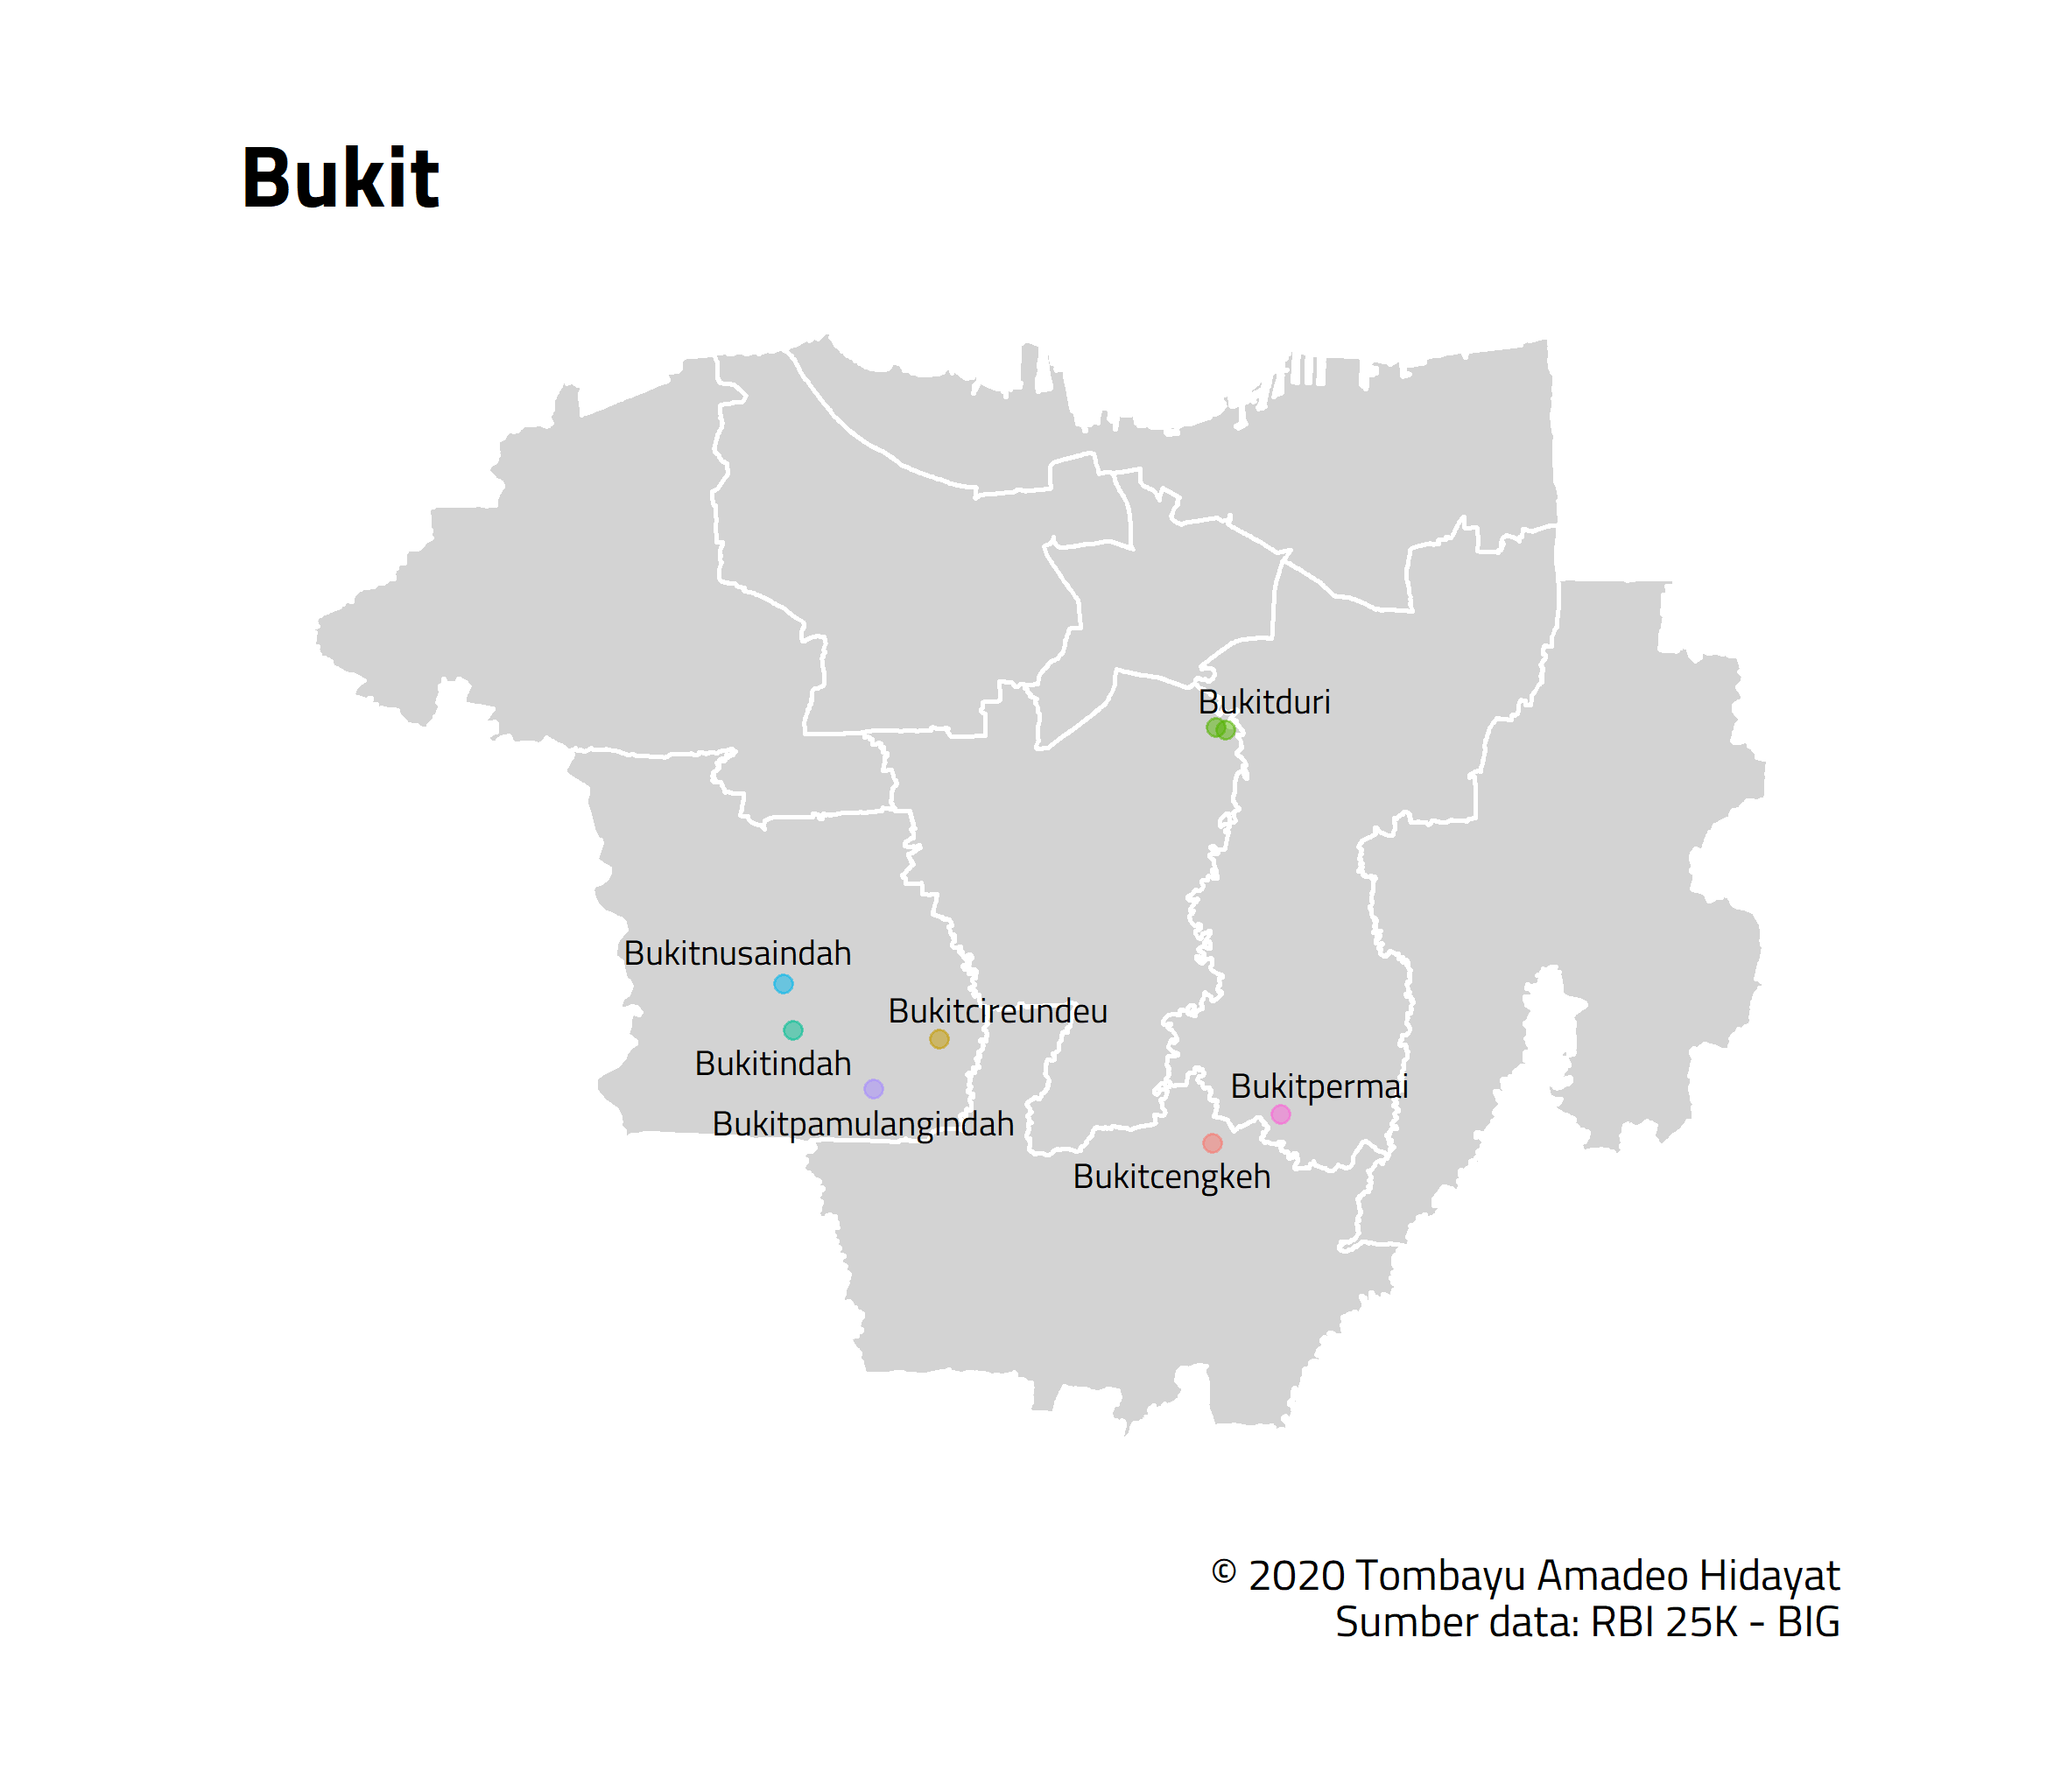 Bukit
Bukitduri
Bukitnusaindah
Bukitcireundeu
Bukitindah
Bukitpermai
Bukitpamulangindah
Bukitcengkeh
© 2020 Tombayu Amadeo Hidayat
Sumber data: RBI 25K - BIG